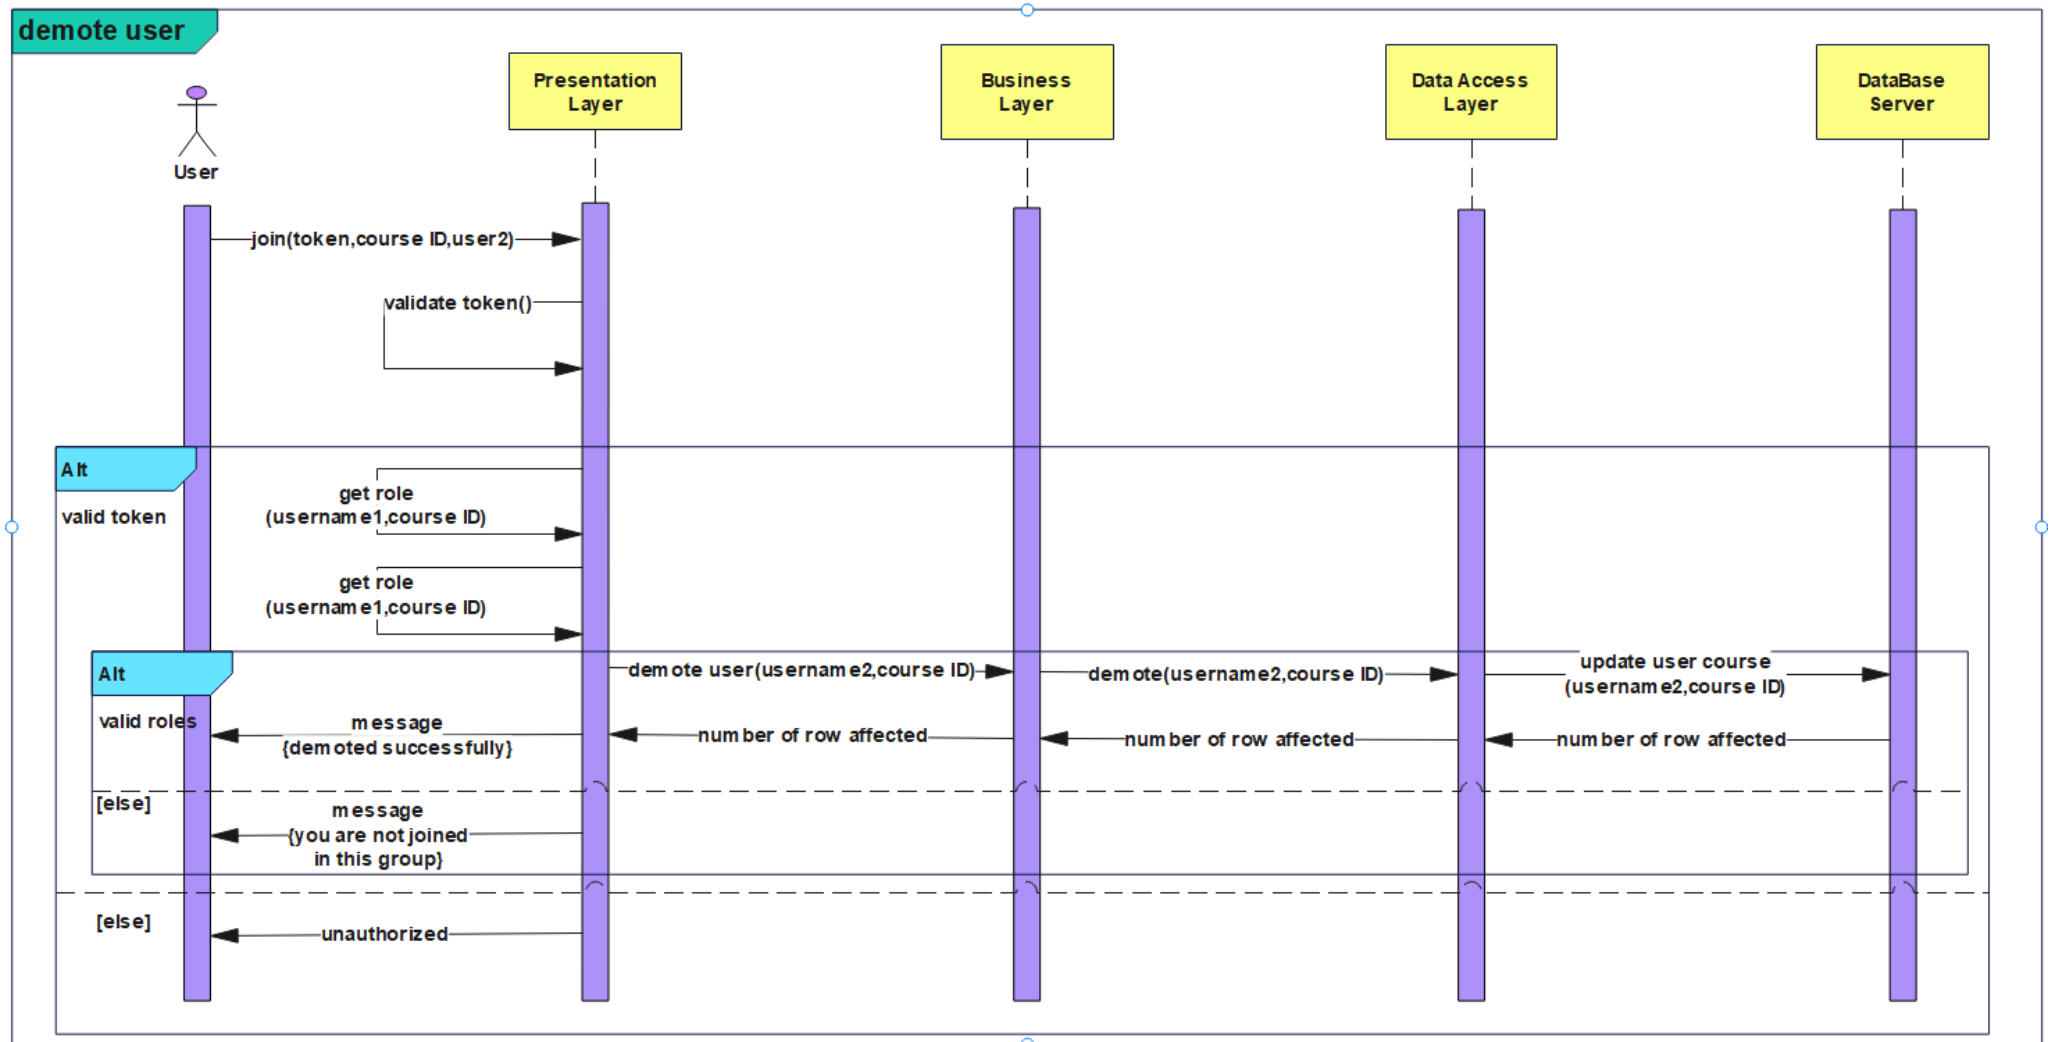 demote user
Presentation
Layer
Business
Layer
Data Access
Layer
DataBase
Server
User
join(token,course ID,user2)
validate token()
Alt
valid token
get role
(username1,course ID)
get role
(username1,course ID)
Alt
valid roles
demote user(username2,course ID)
demote(username2,course ID)
update user course
(username2,course ID)
message
{demoted successfully}
number of row affected
number of row affected
number of row affected
[else]
message
{you are not joined
in this group}
[else]
unauthorized